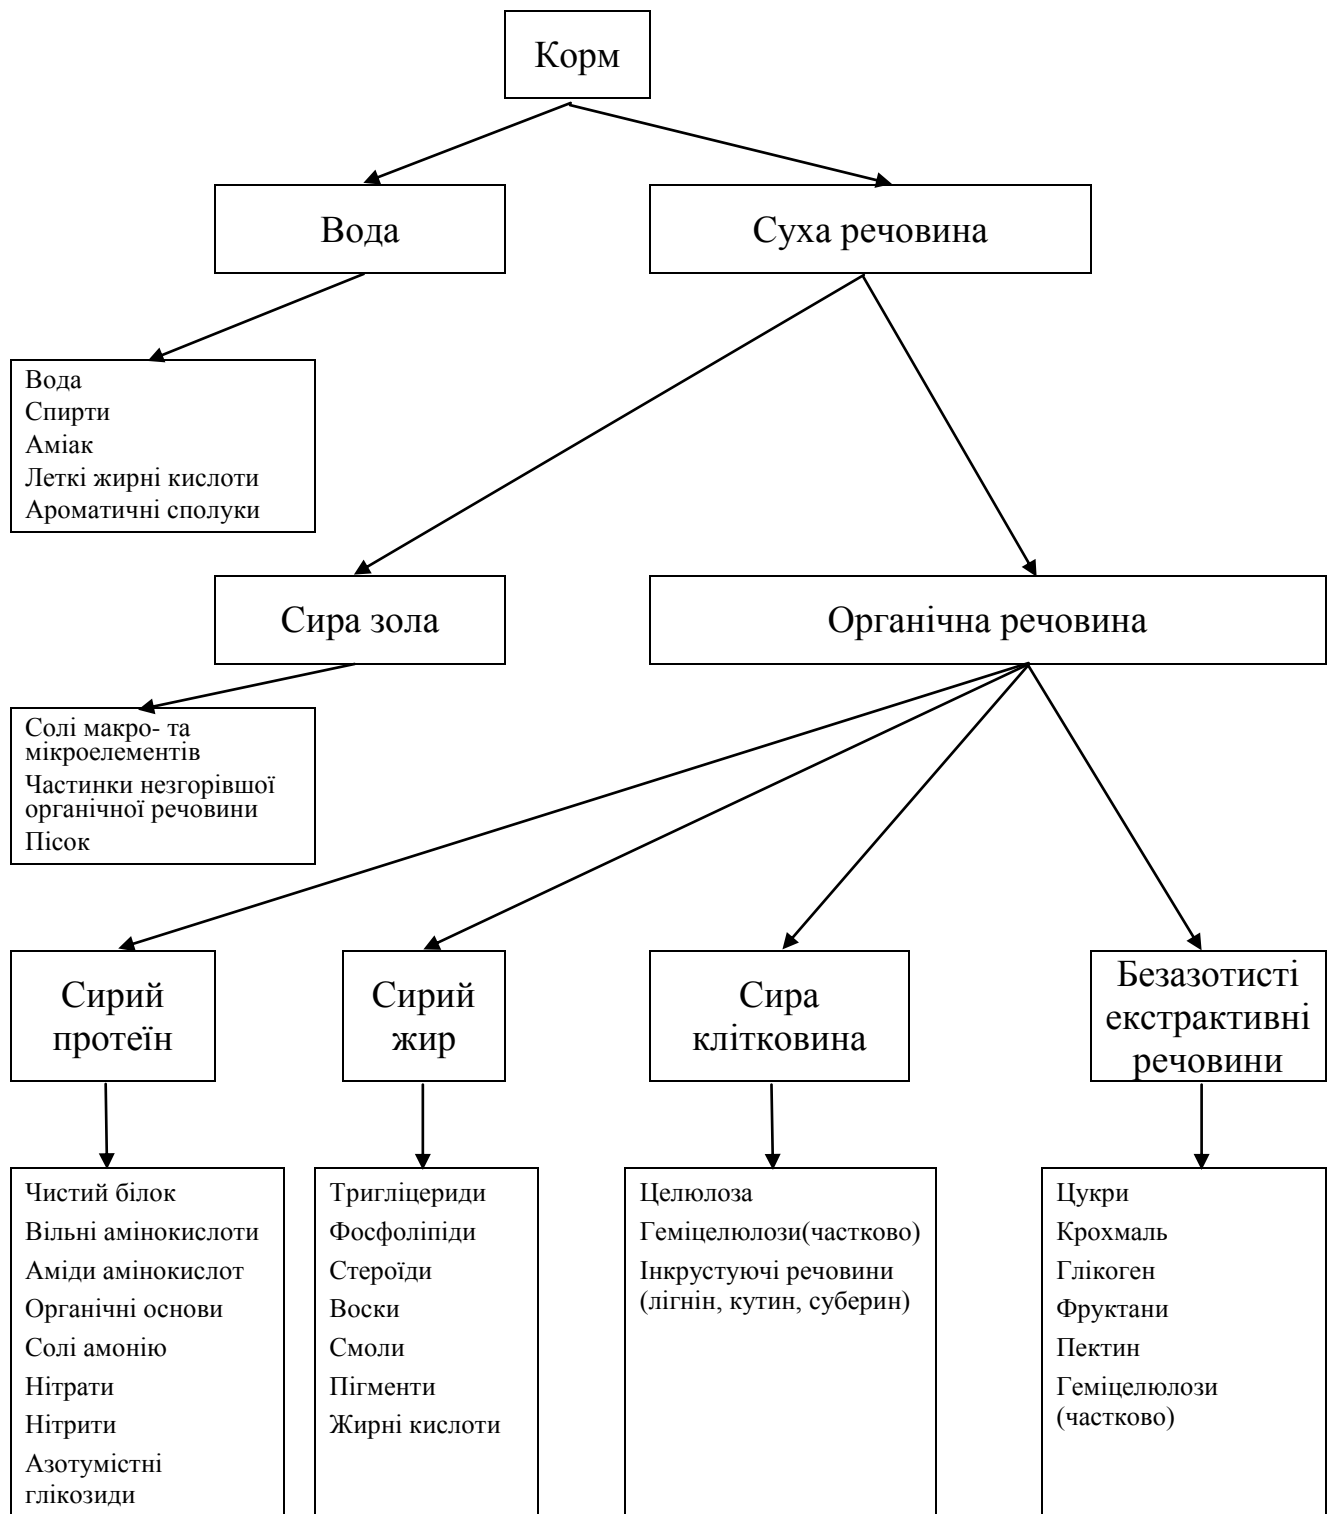 Корм
Вода
Суха речовина
Вода
Спирти
Аміак
Леткі жирні кислоти
Ароматичні сполуки
Сира зола
Органічна речовина
Солі макро- та
мікроелементів
Частинки незгорівшої
органічної речовини
Пісок
Сирий
протеїн
Сирий
жир
Сира
клітковина
Безазотисті
екстрактивні
речовини
Чистий білок
Вільні амінокислоти
Аміди амінокислот
Органічні основи
Солі амонію
Нітрати
Нітрити
Азотумістні
глікозиди
Тригліцериди
Фосфоліпіди
Стероїди
Воски
Смоли
Пігменти
Жирні кислоти
Целюлоза
Геміцелюлози(частково)
Інкрустуючі речовини
(лігнін, кутин, суберин)
Цукри
Крохмаль
Глікоген
Фруктани
Пектин
Геміцелюлози
(частково)